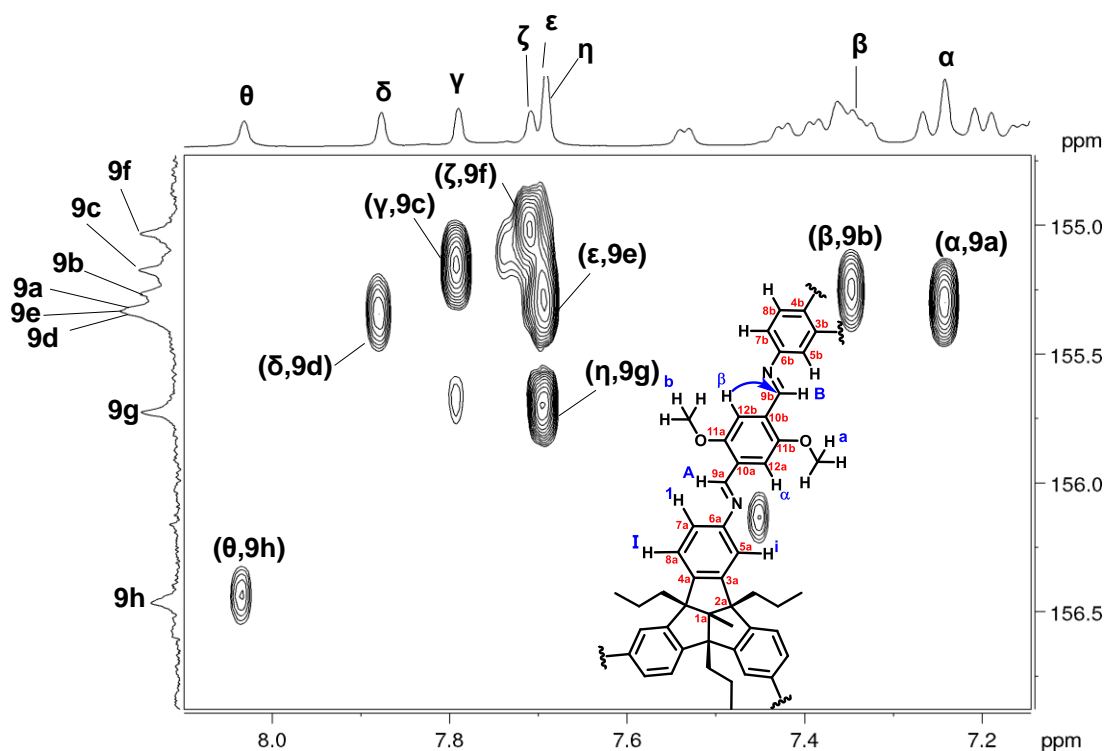 θ
δ
γ
ζ
ε
η
β
α
ppm
9f
9c
9b
9a
9e
9d
9g
9h
(ζ,9f)
(γ,9c)
(ε,9e)
(β,9b)
(α,9a)
(δ,9d)
(η,9g)
(θ,9h)
155.0
155.5
156.0
156.5
H
8b
4b
H
7b
3b
6b
5b
N
H
b
H
H
β
H
9b
H
B
H
12b
10b
C
11a
O
11b
H
a
O
C
H
A
H
9a
10a
12a
H
H
α
1
H
N
6a
7a
I
H
8a
5a
H
i
4a
3a
2a
1a
8.0
7.6
7.4
7.2
ppm